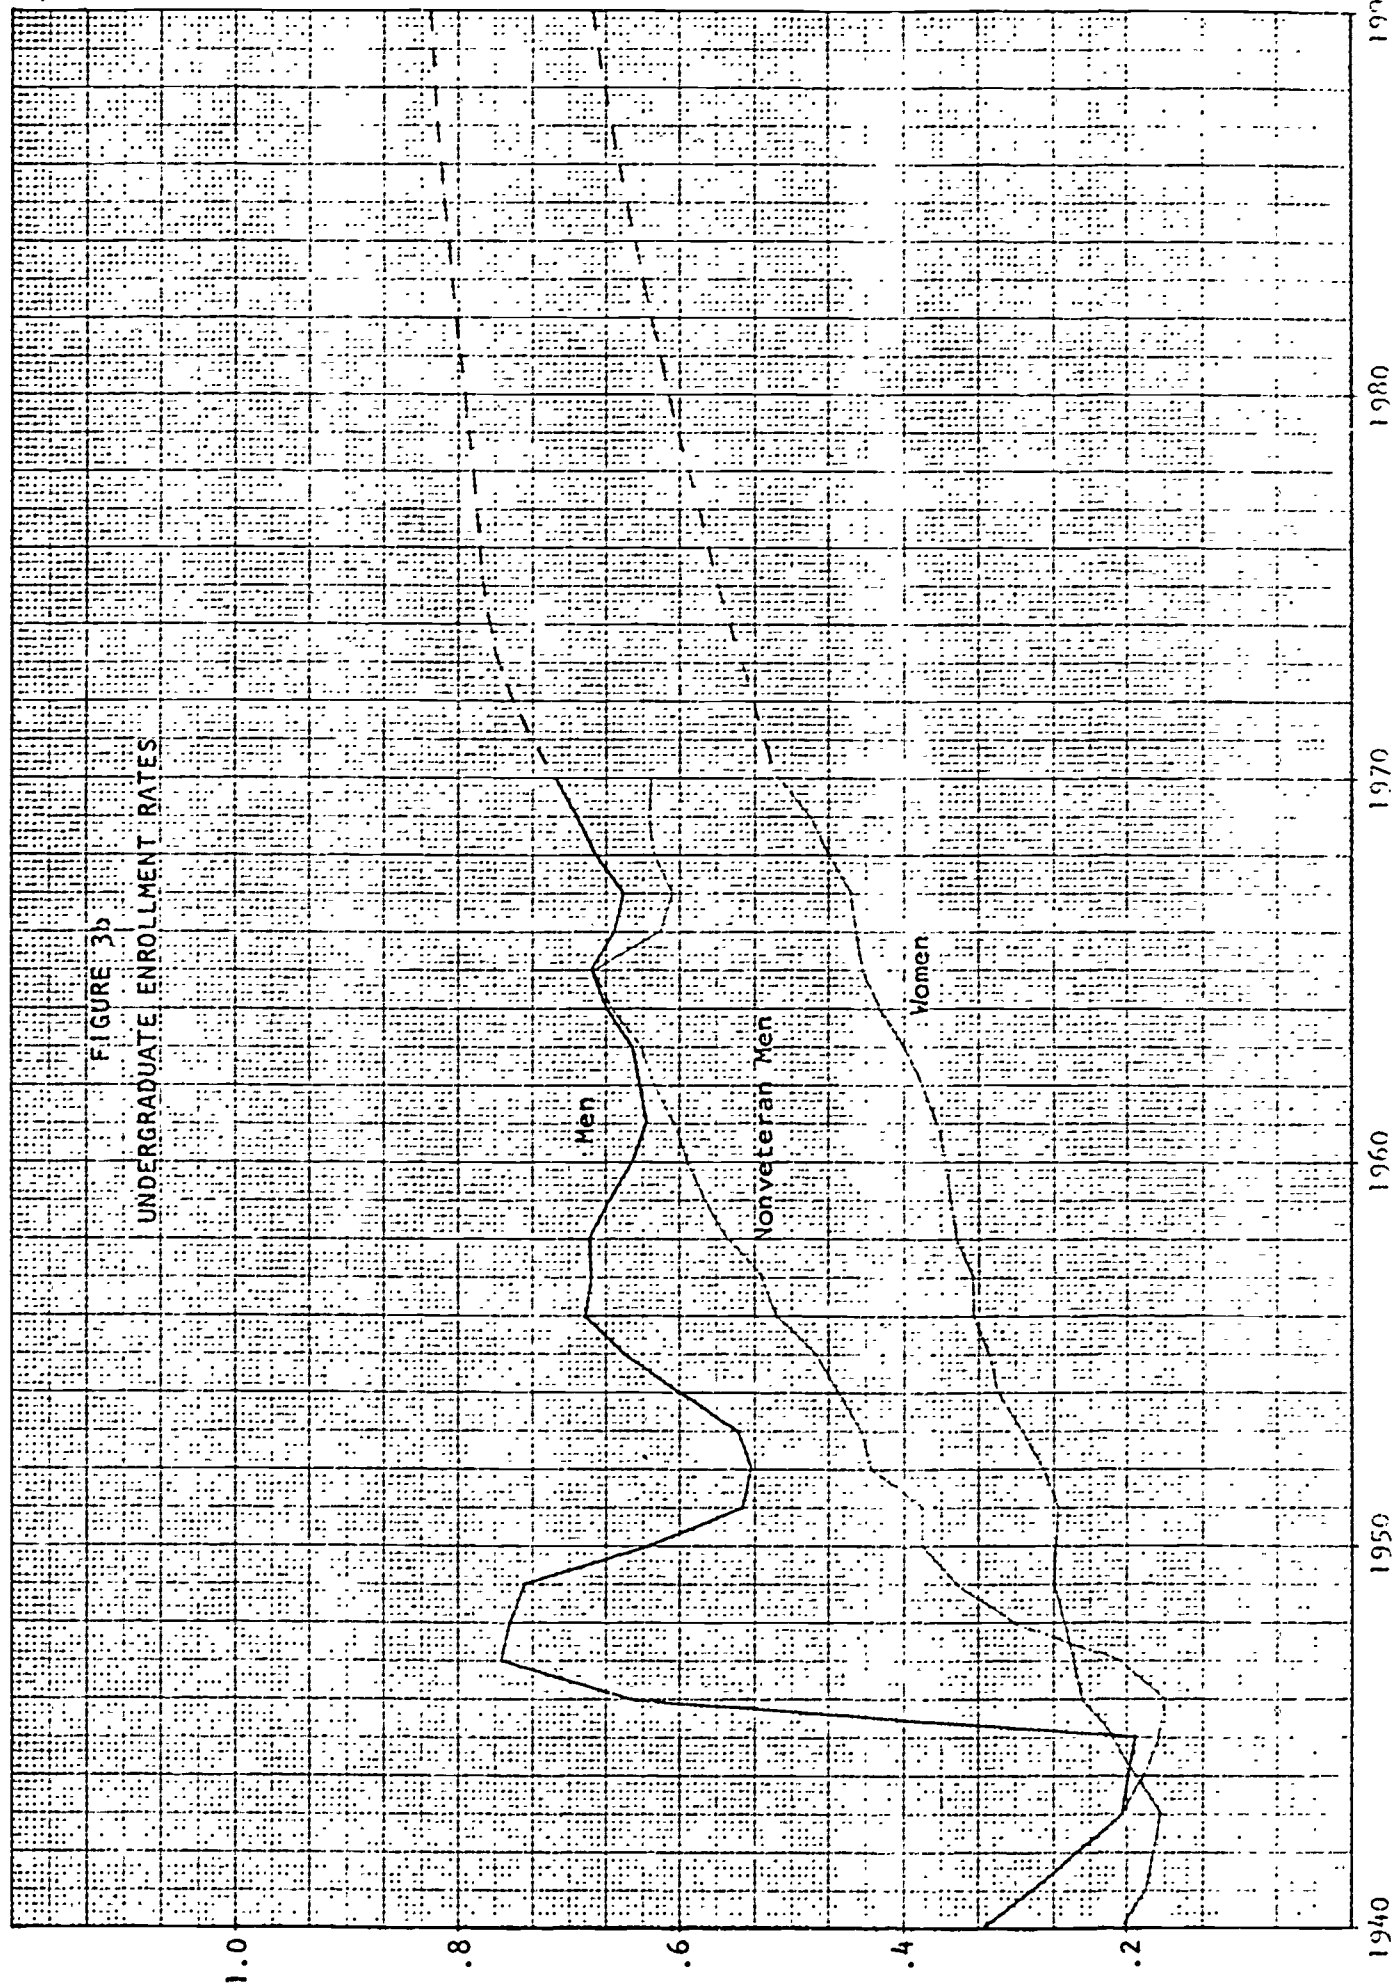 FIGURE 3b
UNDERGRADUATE ENROLLMENT RATES
1.0
.8
.6
.4
.2
Men
Nonveteran Men
Women
1940
1950
1960
1970
1980